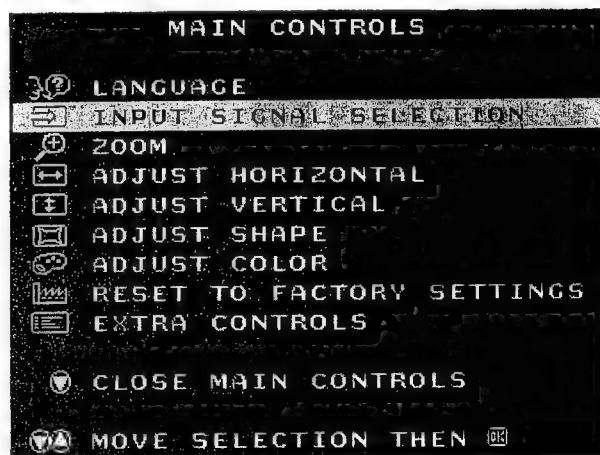 MAIN CONTROLS
LANGUAGE
INPUT SIGNAL SELECTION
ZOOM
ADJUST HORIZONTAL
ADJUST VERTICAL
ADJUST SHAPE
ADJUST COLOR
RESET TO FACTORY SETTINGS
EXTRA CONTROLS
CLOSE MAIN CONTROLS
MOVE SELECTION THEN OK